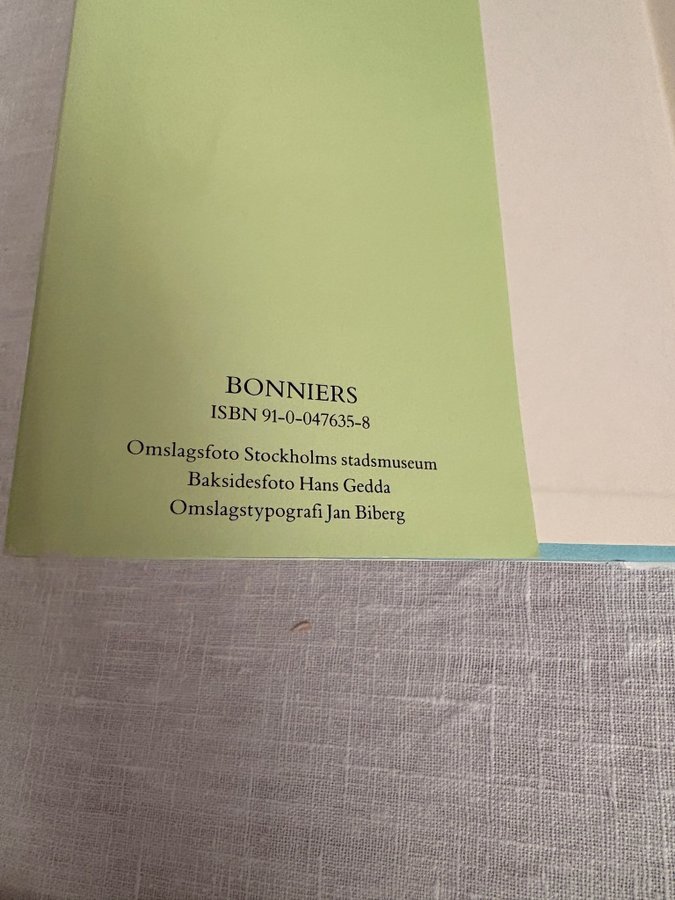 BONNIERS
ISBN 91-0-047635-8
Omslagsfoto Stockholms stadsmuseum
Baksidesfoto Hans Gedda
Omslagstypografi Jan Biberg